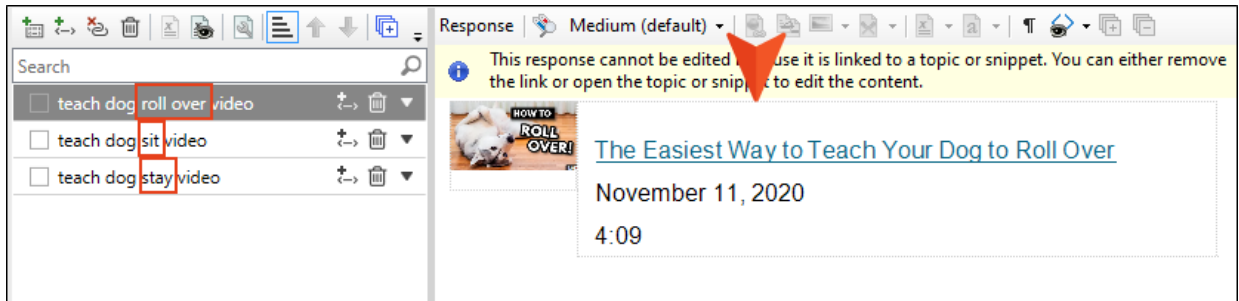 Search
teach dog roll over video
teach dog sit video
teach dog stay video
Response Medium (default)
This response cannot be edited use it is linked to a topic or snippet. You can either remove
the link or open the topic or snippet to edit the content.
HOW TO
ROLL
OVER!
The Easiest Way to Teach Your Dog to Roll Over
November 11, 2020
4:09